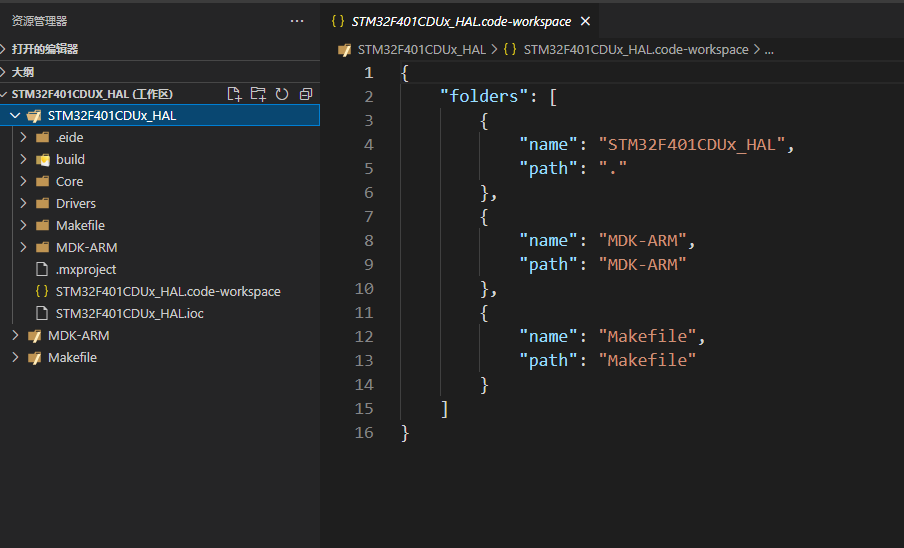 资源管理器
打开的编辑器
大纲
STM32F401CDUX_HAL (工作区)
STM32F401CDUx_HAL
.eide
build
Core
Drivers
Makefile
MDK-ARM
.mxproject
{} STM32F401CDUx_HAL.code-workspace
STM32F401CDUx_HAL.ioc
MDK-ARM
Makefile
{} STM32F401CDUx_HAL.code-workspace ×
STM32F401CDUx_HAL > {} STM32F401CDUx_HAL.code-workspace > ...
1 {
2 "folders": [
3 {
4 "name": "STM32F401CDUx_HAL",
5 "path": "."
6 },
7 {
8 "name": "MDK-ARM",
9 "path": "MDK-ARM"
10 },
11 {
12 "name": "Makefile",
13 "path": "Makefile"
14 }
15 ]
16 }